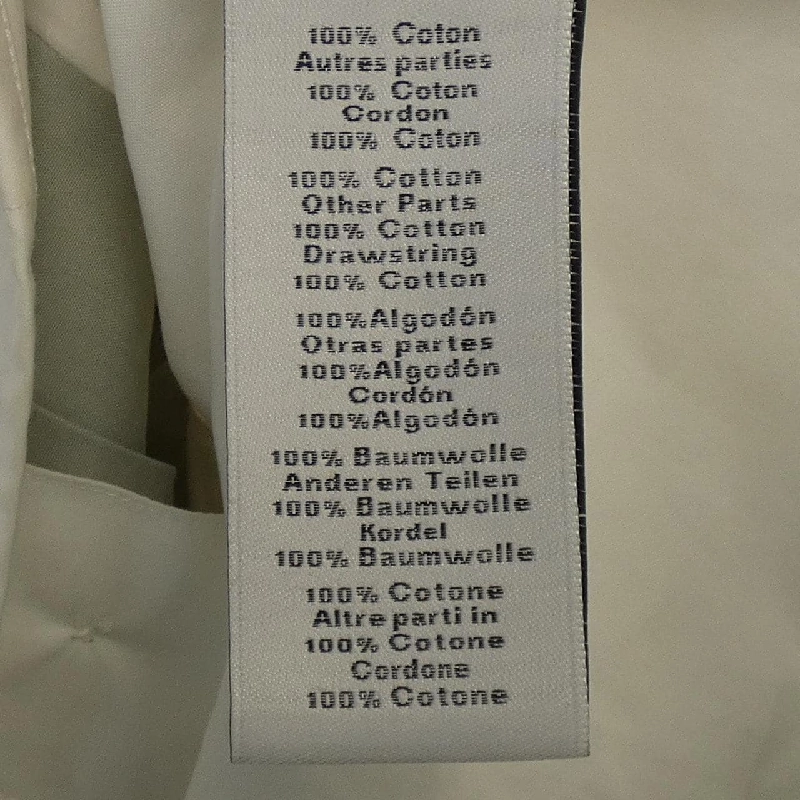 100% Coton
Autres parties
100% Coton
Cordon
100% Coton
100% Cotton
Other Parts
100% Cotton
Drawstring
100% Cotton
100%Algodón
Otras partes
100%Algodón
Cordón
100%Algodón
100% Baumwolle
Anderen Teilen
100% Baumwolle
Kordel
100% Baumwolle
100% Cotone
Altre parti in
100% Cotone
Cordone
100% Cotone